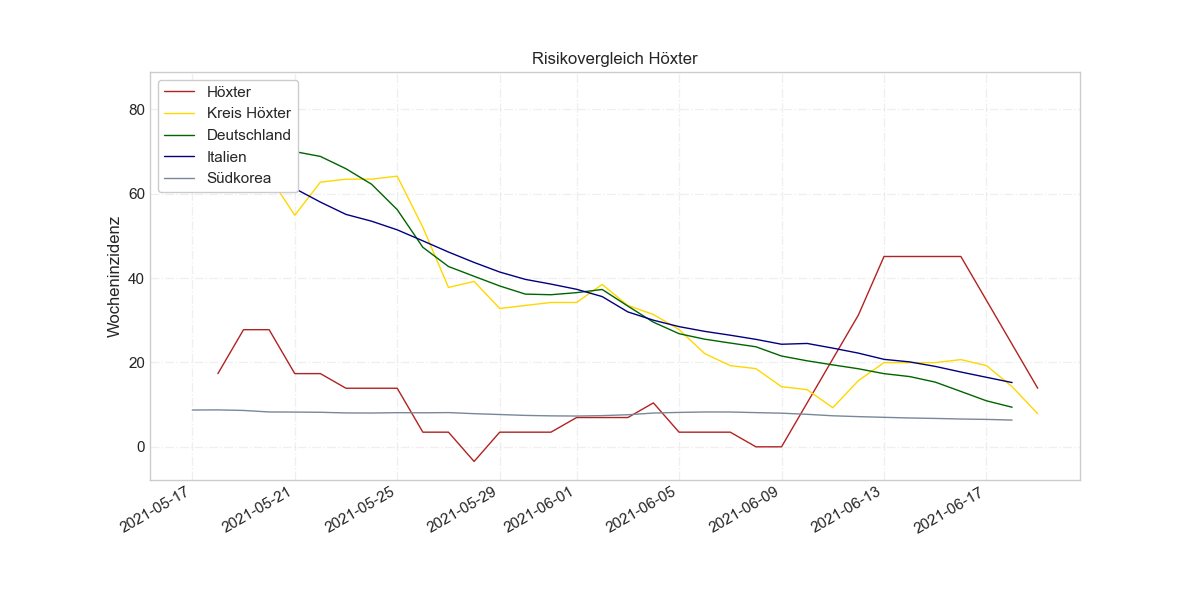 Risikovergleich Höxter
Höxter
Kreis Höxter
Deutschland
Italien
Südkorea
Wocheninzidenz
80
60
40
20
0
2021-05-17
2021-05-21
2021-05-25
2021-05-29
2021-06-01
2021-06-05
2021-06-09
2021-06-13
2021-06-17